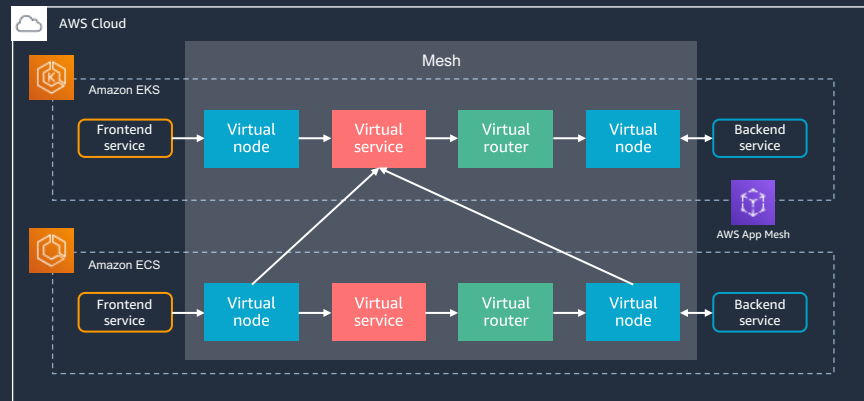 AWS Cloud
Mesh
Amazon EKS
Frontend
service
Virtual
node
Virtual
service
Virtual
router
Virtual
node
Backend
service
AWS App Mesh
Amazon ECS
Frontend
service
Virtual
node
Virtual
service
Virtual
router
Virtual
node
Backend
service